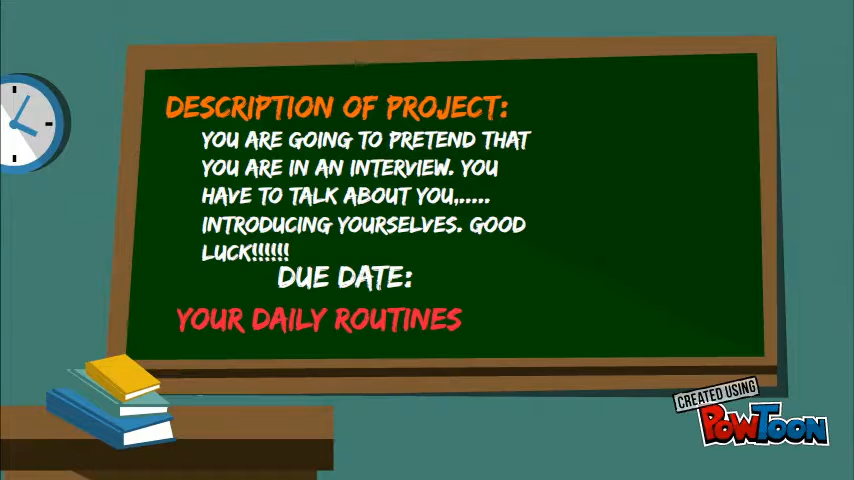 DESCRIPTION OF PROJECT:
YOU ARE GOING TO PRETEND THAT
YOU ARE IN AN INTERVIEW. YOU
HAVE TO TALK ABOUT YOU,.....
INTRODUCING YOURSELVES. GOOD
LUCK!!!!!!
DUE DATE:
YOUR DAILY ROUTINES
CREATED USING
POWTOON